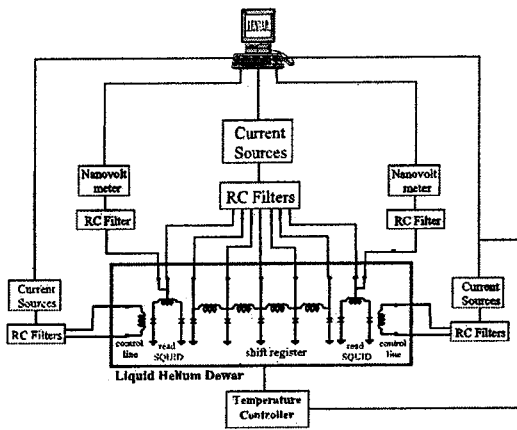 Current
Sources
Nanovolt
meter
Nanovolt
meter
RC Filters
RC Filter
RC Filter
Current
Sources
Current
Sources
RC Filters
RC Filters
control
line
read
SQUID
shift register
read
SQUID
control
line
Liquid Helium Dewar
Temperature
Controller